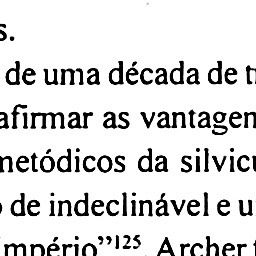 s.
de uma década de t
afirmar as vantagen
metódicos da silvicu
de indeclinável e u
mpério"¹²⁵. Archer